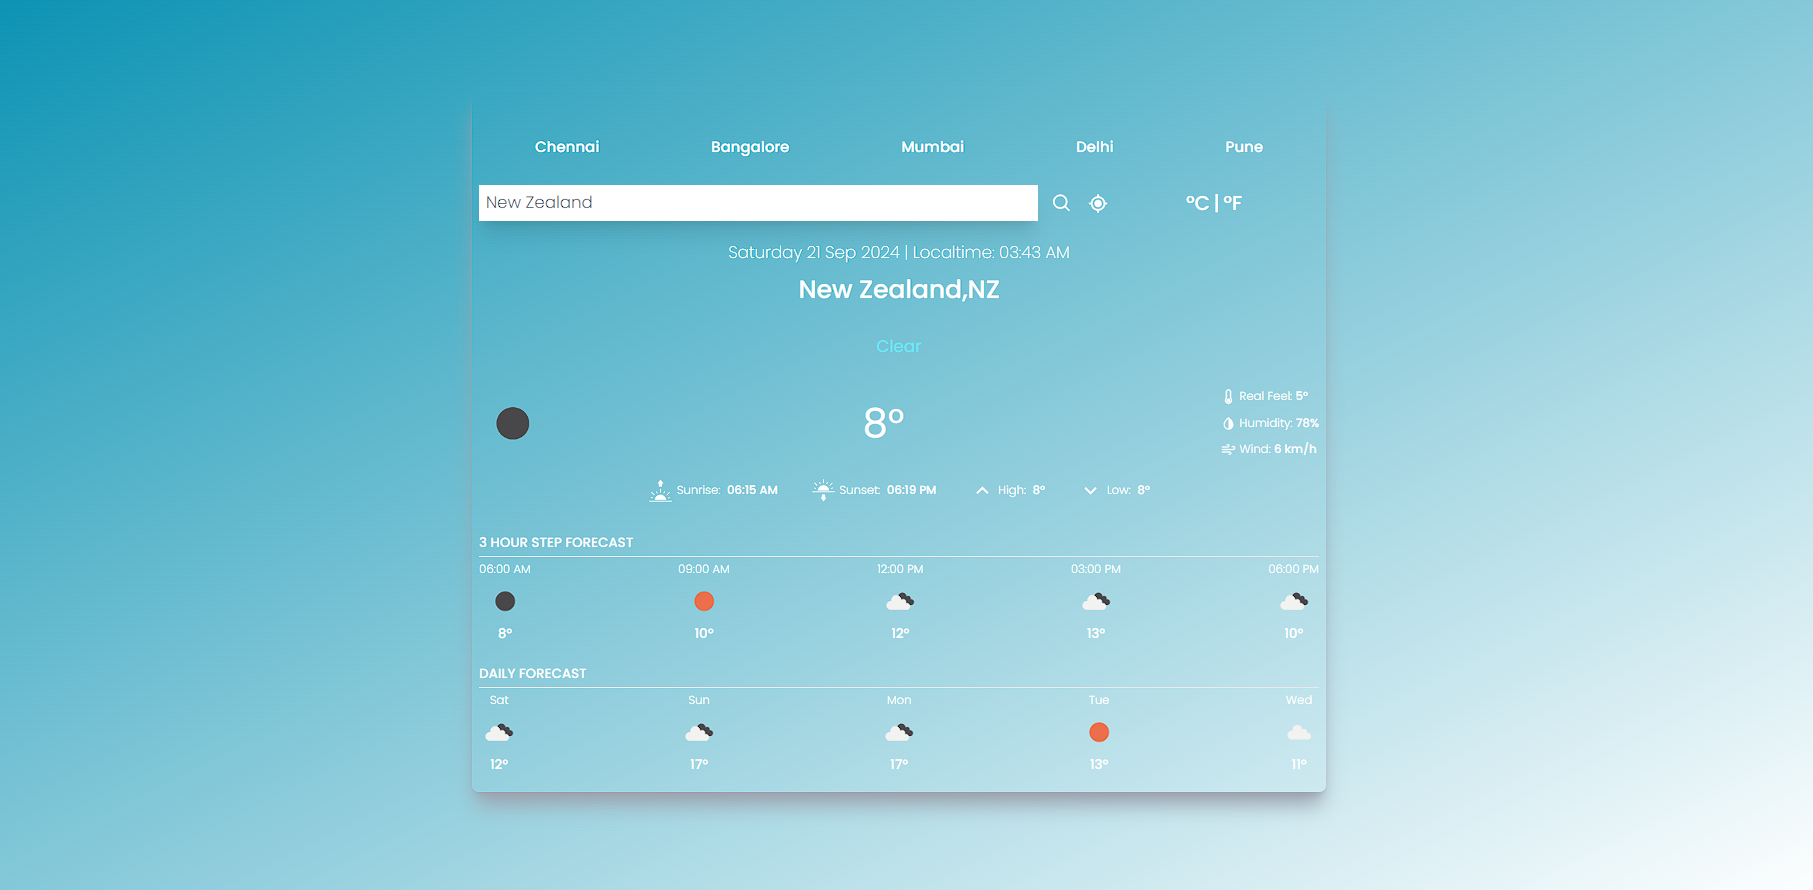 Chennai Bangalore Mumbai Delhi Pune
New Zealand °C | °F
Saturday 21 Sep 2024 | Localtime: 03:43 AM
New Zealand,NZ
Clear
8°
Real Feel: 5°
Humidity: 78%
Wind: 6 km/h
Sunrise: 06:15 AM Sunset: 06:19 PM High: 8° Low: 8°
3 HOUR STEP FORECAST
06:00 AM 09:00 AM 12:00 PM 03:00 PM 06:00 PM
8° 10° 12° 13° 10°
DAILY FORECAST
Sat Sun Mon Tue Wed
12° 17° 17° 13° 11°